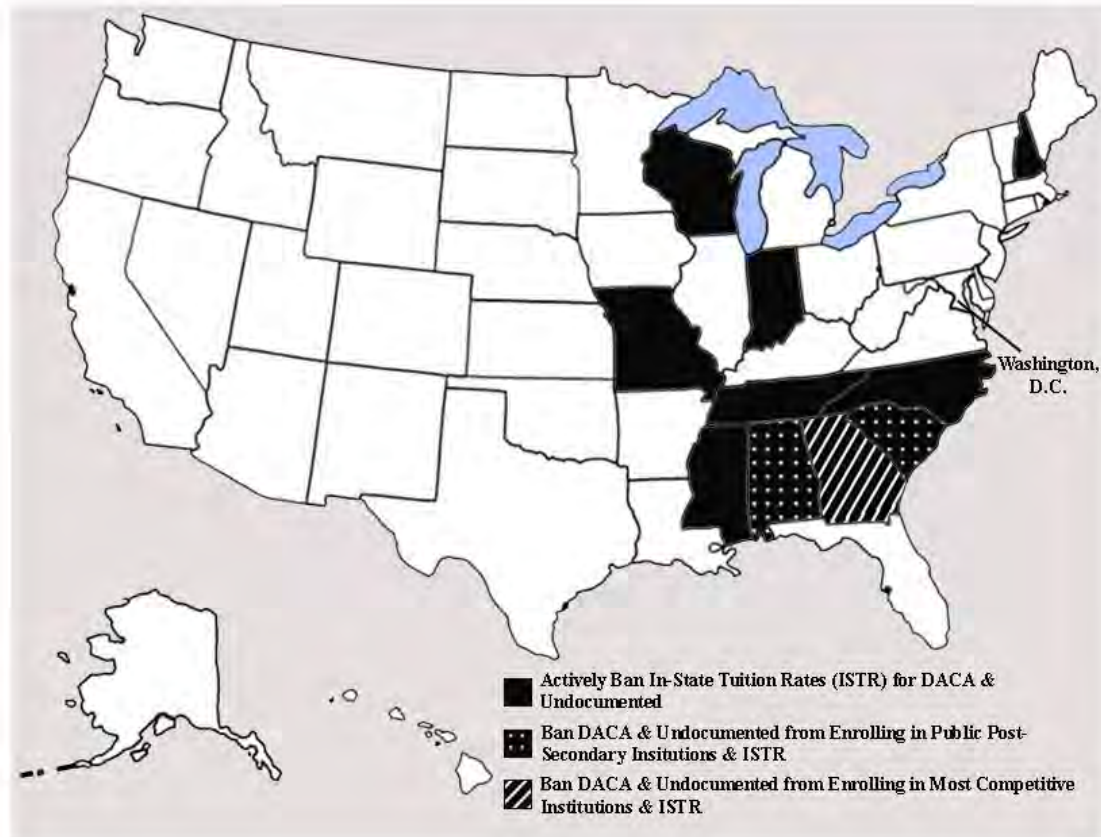 Washington,
D.C.
Actively Ban In-State Tuition Rates (ISTR) for DACA &
Undocumented
Ban DACA & Undocumented from Enrolling in Public Post-
Secondary Insitutions & ISTR
Ban DACA & Undocumented from Enrolling in Most Competitive
Institutions & ISTR